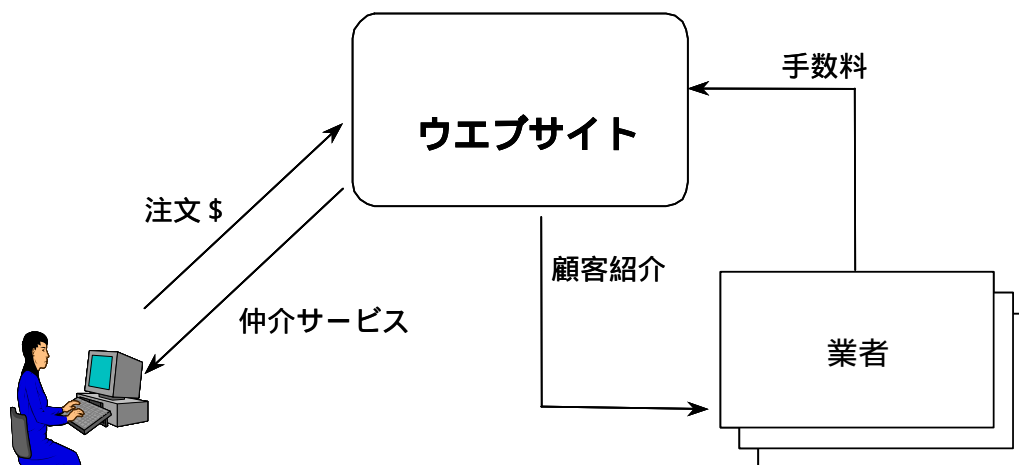 手数料
ウエブサイト
注文 $
顧客紹介
仲介サービス
業者